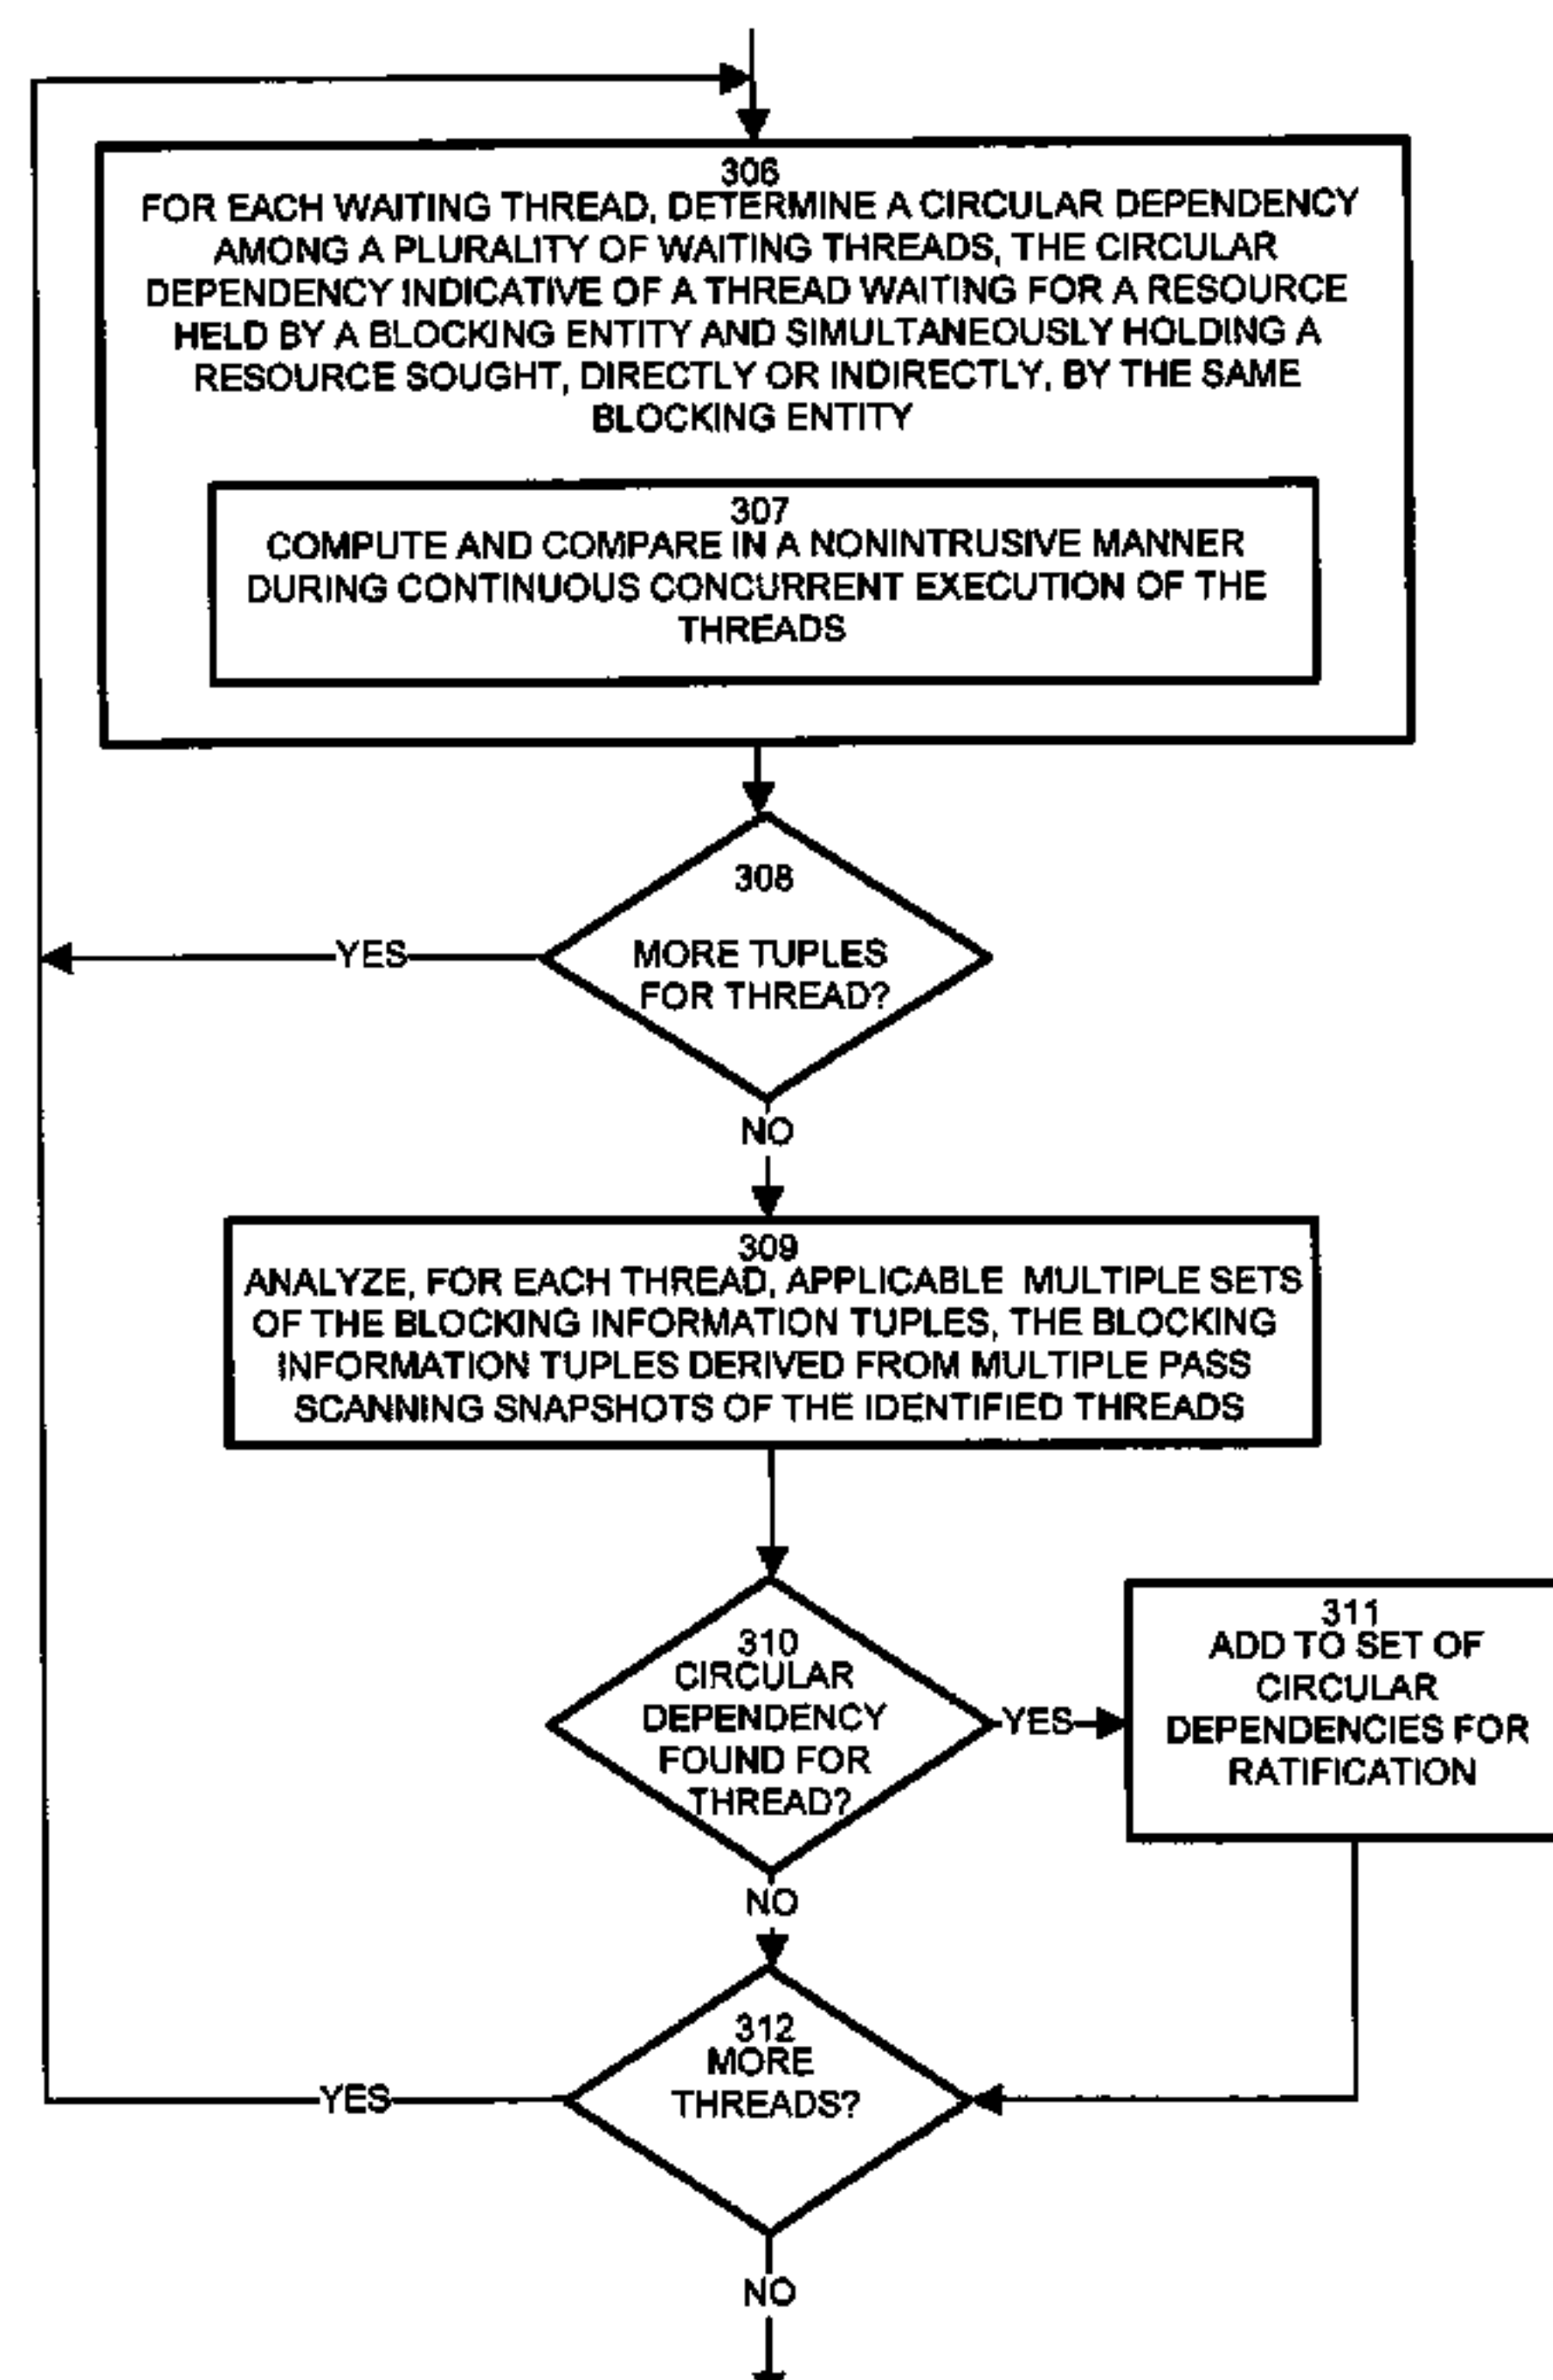 306
FOR EACH WAITING THREAD, DETERMINE A CIRCULAR DEPENDENCY
AMONG A PLURALITY OF WAITING THREADS, THE CIRCULAR
DEPENDENCY INDICATIVE OF A THREAD WAITING FOR A RESOURCE
HELD BY A BLOCKING ENTITY AND SIMULTANEOUSLY HOLDING A
RESOURCE SOUGHT, DIRECTLY OR INDIRECTLY, BY THE SAME
BLOCKING ENTITY
307
COMPUTE AND COMPARE IN A NONINTRUSIVE MANNER
DURING CONTINUOUS CONCURRENT EXECUTION OF THE
THREADS
308
MORE TUPLES
FOR THREAD?
YES
NO
309
ANALYZE, FOR EACH THREAD, APPLICABLE MULTIPLE SETS
OF THE BLOCKING INFORMATION TUPLES, THE BLOCKING
INFORMATION TUPLES DERIVED FROM MULTIPLE PASS
SCANNING SNAPSHOTS OF THE IDENTIFIED THREADS
310
CIRCULAR
DEPENDENCY
FOUND FOR
THREAD?
YES
311
ADD TO SET OF
CIRCULAR
DEPENDENCIES FOR
RATIFICATION
NO
312
MORE
THREADS?
YES
NO